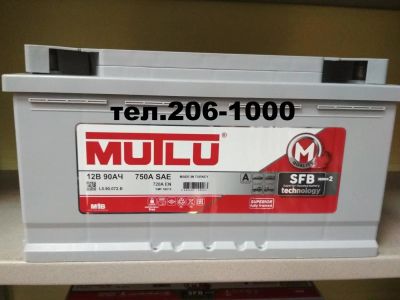 тел.206-1000
MUTLU
12В 90АЧ 750A SAE
MADE IN TURKEY
720A EN
L5.90.072.B
A
M
SFB
technology
SUPERIOR